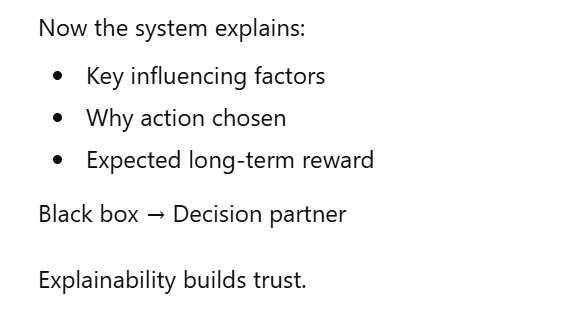 Now the system explains:
• Key influencing factors
• Why action chosen
• Expected long-term reward
Black box → Decision partner
Explainability builds trust.